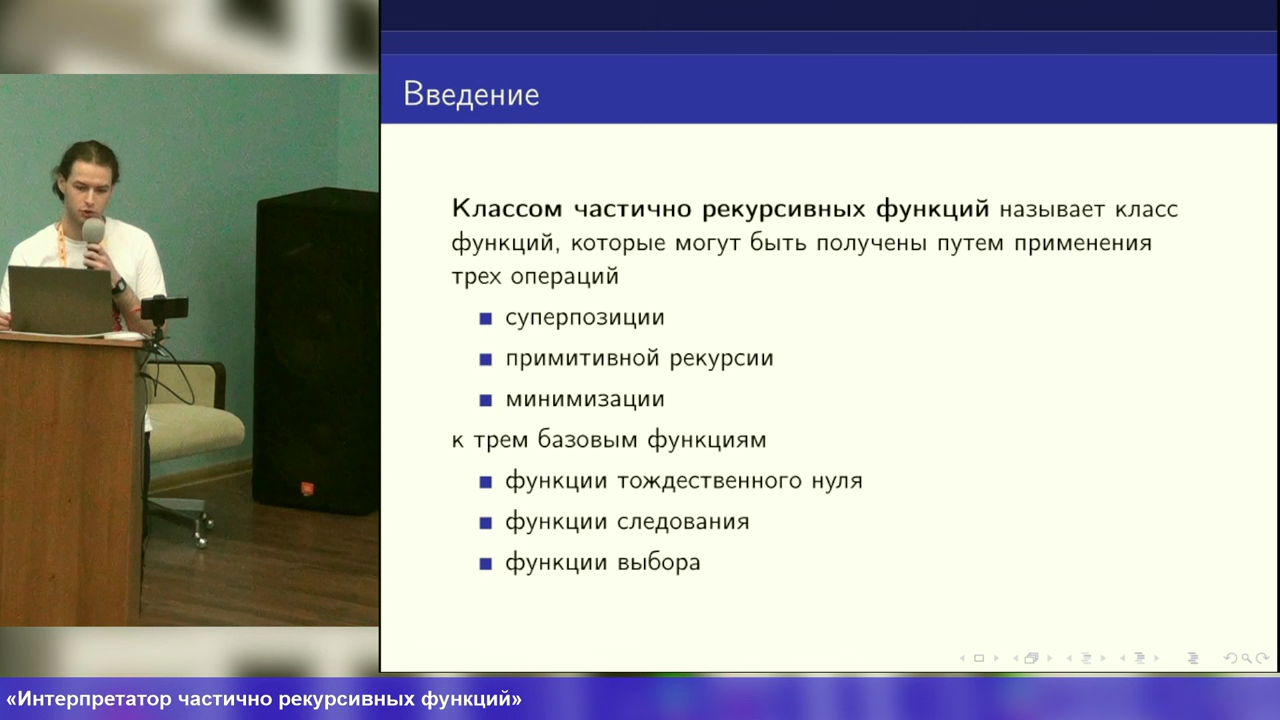 Введение
Классом частично рекурсивных функций называет класс
функций, которые могут быть получены путем применения
трех операций
суперпозиции
примитивной рекурсии
минимизации
к трем базовым функциям
функции тождественного нуля
функции следования
функции выбора
«Интерпретатор частично рекурсивных функций»